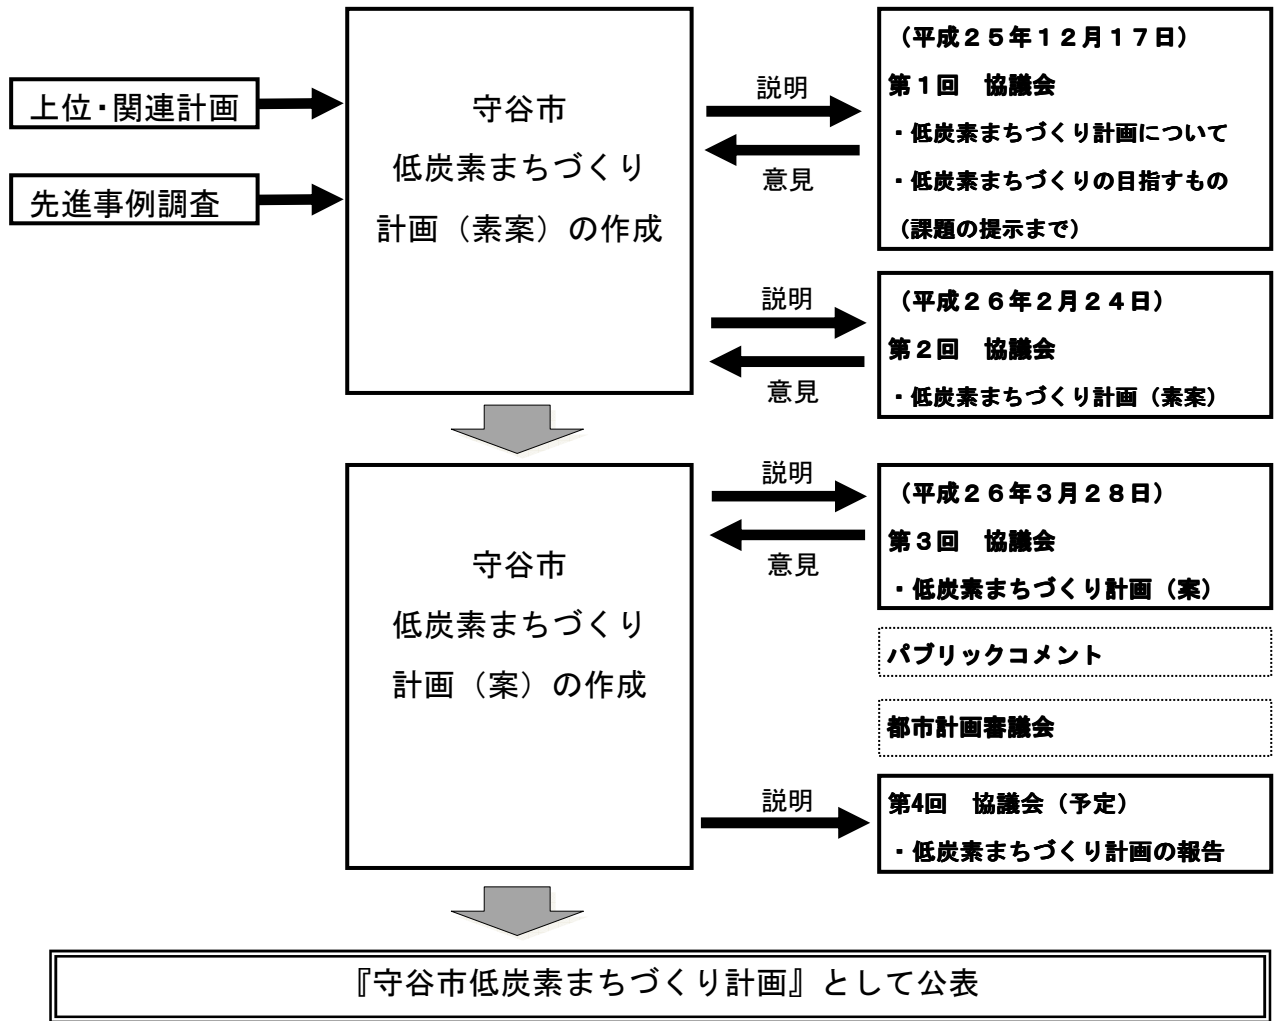 上位・関連計画
先進事例調査
守谷市
低炭素まちづくり
計画（素案）の作成
説明
意見
（平成２５年１２月１７日）
第１回　協議会
・低炭素まちづくり計画について
・低炭素まちづくりの目指すもの
（課題の提示まで）
説明
意見
（平成２６年２月２４日）
第２回　協議会
・低炭素まちづくり計画（素案）
守谷市
低炭素まちづくり
計画（案）の作成
説明
意見
（平成２６年３月２８日）
第３回　協議会
・低炭素まちづくり計画（案）
パブリックコメント
都市計画審議会
説明
第4回　協議会（予定）
・低炭素まちづくり計画の報告
『守谷市低炭素まちづくり計画』として公表